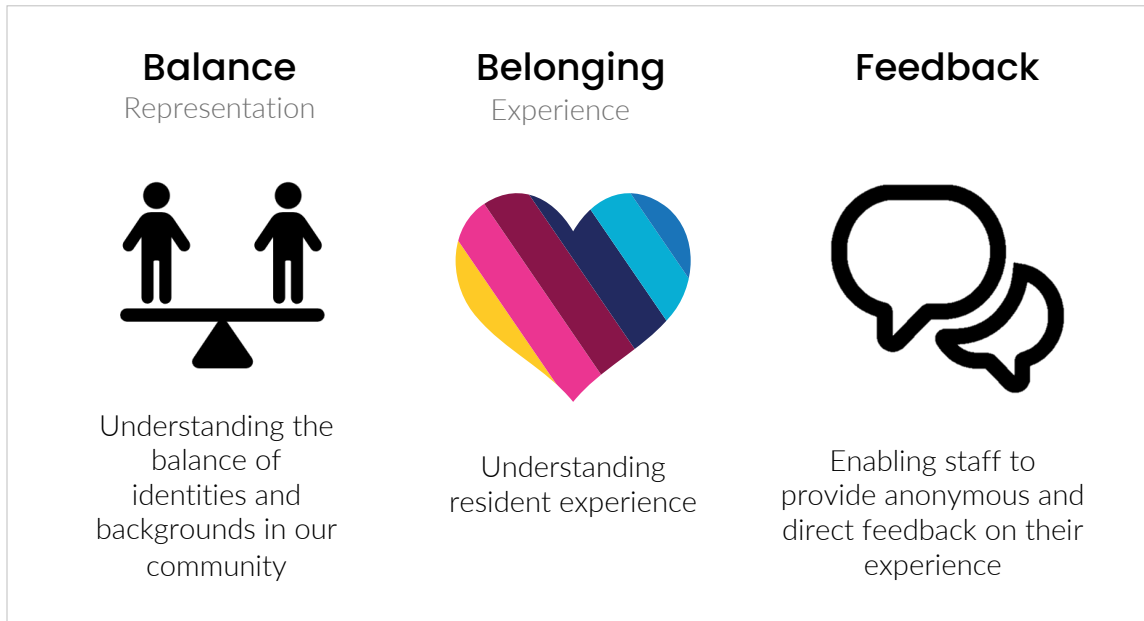 Balance
Representation
Understanding the
balance of
identities and
backgrounds in our
community
Belonging
Experience
Understanding
resident experience
Feedback
Enabling staff to
provide anonymous and
direct feedback on their
experience